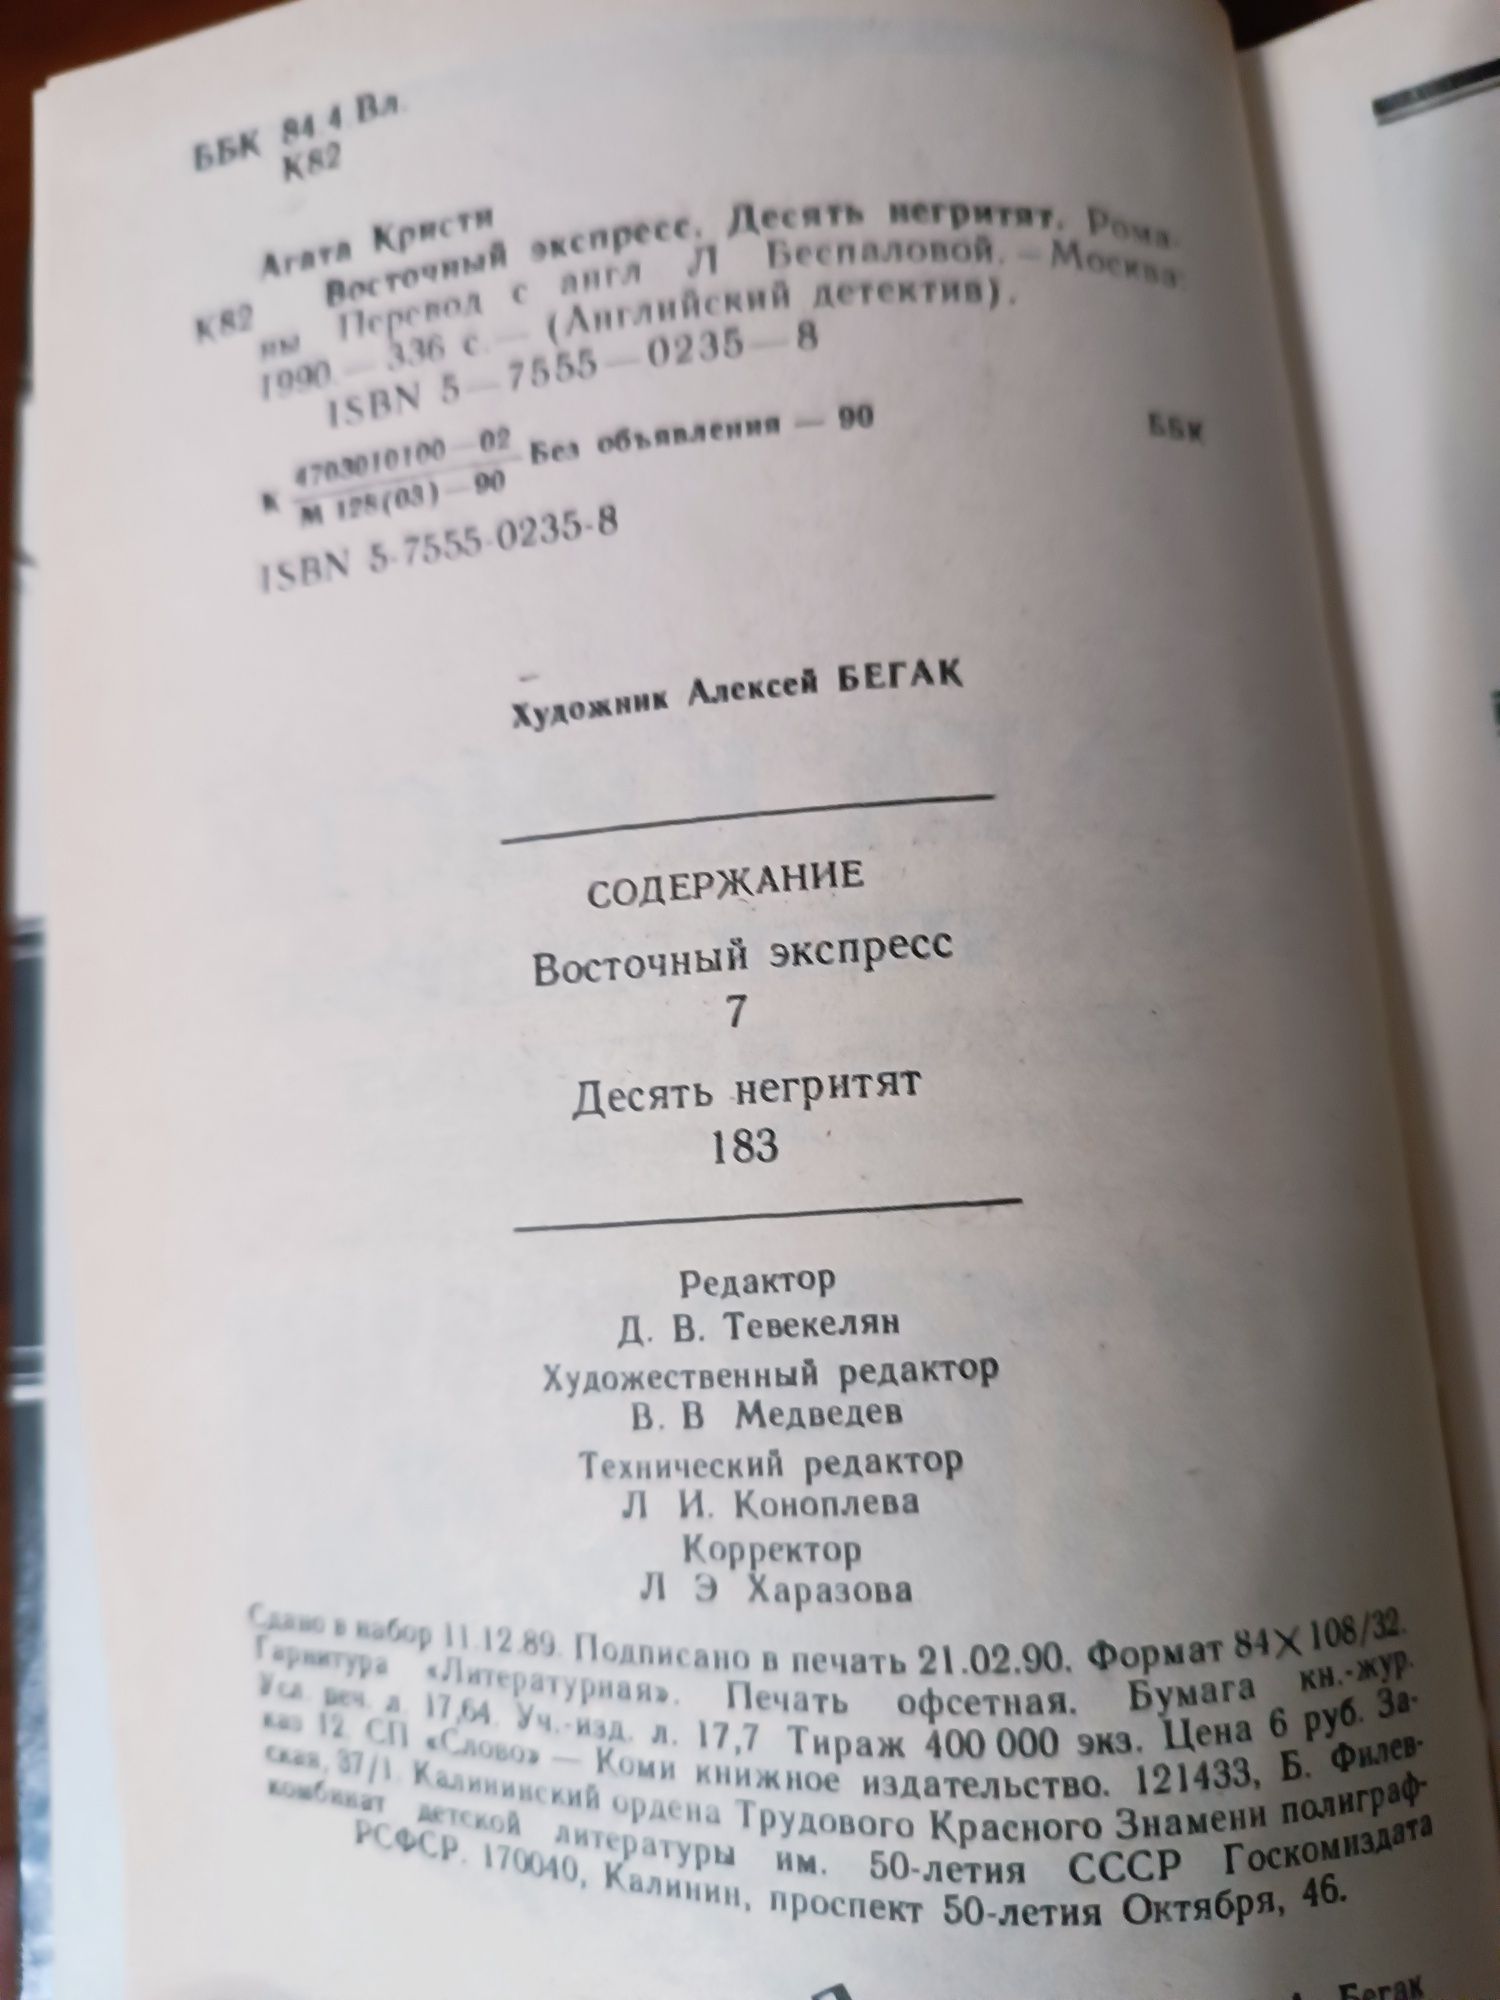 ББК 84.4 Вл.
К82
Агата Кристи
К82 Восточный экспресс. Десять негритят. Рома-
ны Перевод с англ Л Беспаловой. — Москва:
1990. — 336 с. — (Английский детектив).
ISBN 5—7555—0235—8
К 4703010100—02 Без объявления — 90
М 128(03)—90
ББК
ISBN 5-7555-0235-8
Художник Алексей БЕГАК
СОДЕРЖАНИЕ
Восточный экспресс
7
Десять негритят
183
Редактор
Д. В. Тевекелян
Художественный редактор
В. В Медведев
Технический редактор
Л И. Коноплева
Корректор
Л Э Харазова
Сдано в набор 11.12.89. Подписано в печать 21.02.90. Формат 84×108/32.
Гарнитура «Литературная». Печать офсетная. Бумага кн.-жур.
Усл. печ. л. 17,64. Уч.-изд. л. 17,7 Тираж 400 000 экз. Цена 6 руб. За-
каз 12. СП «Слово» — Коми книжное издательство. 121433, Б. Филев-
ская, 37/1. Калининский ордена Трудового Красного Знамени полиграф-
комбинат детской литературы им. 50-летия СССР Госкомиздата
РСФСР. 170040, Калинин, проспект 50-летия Октября, 46.
Бегак